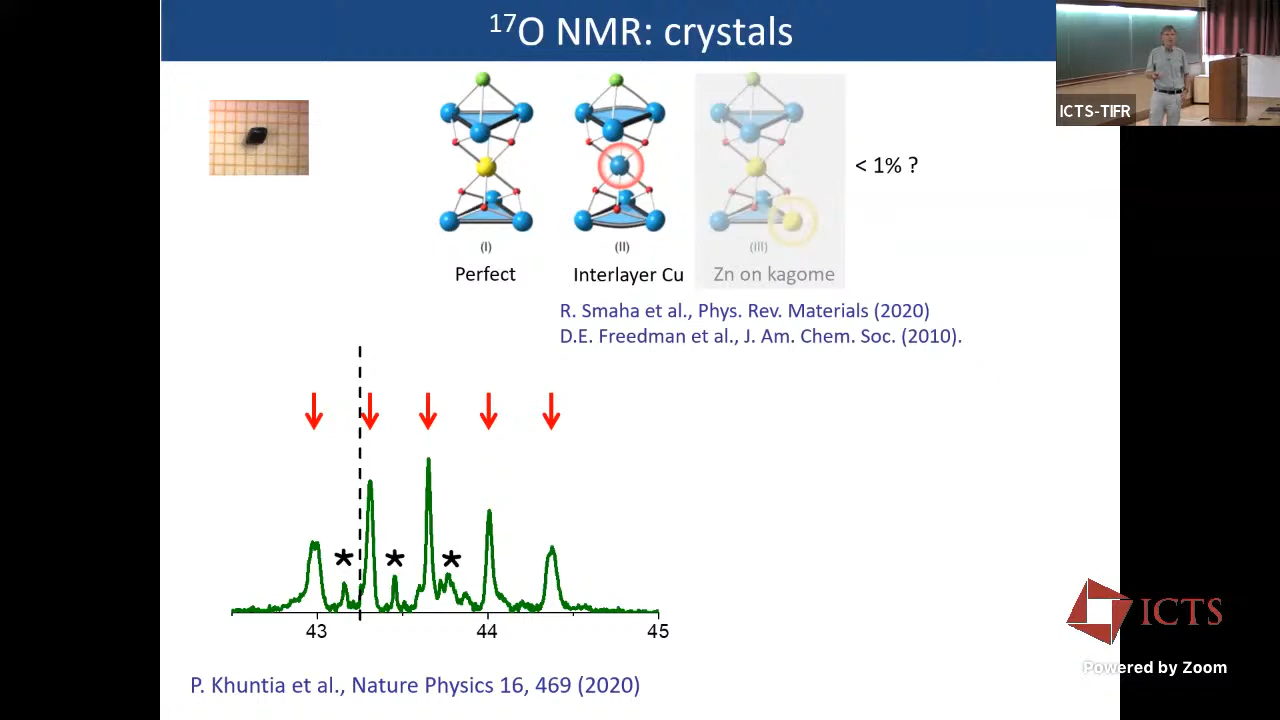 17O NMR: crystals
ICTS-TIFR
< 1% ?
(I)
(II)
(III)
Perfect
Interlayer Cu
Zn on kagome
R. Smaha et al., Phys. Rev. Materials (2020)
D.E. Freedman et al., J. Am. Chem. Soc. (2010).
* * *
43
44
45
ICTS
Powered by Zoom
P. Khuntia et al., Nature Physics 16, 469 (2020)